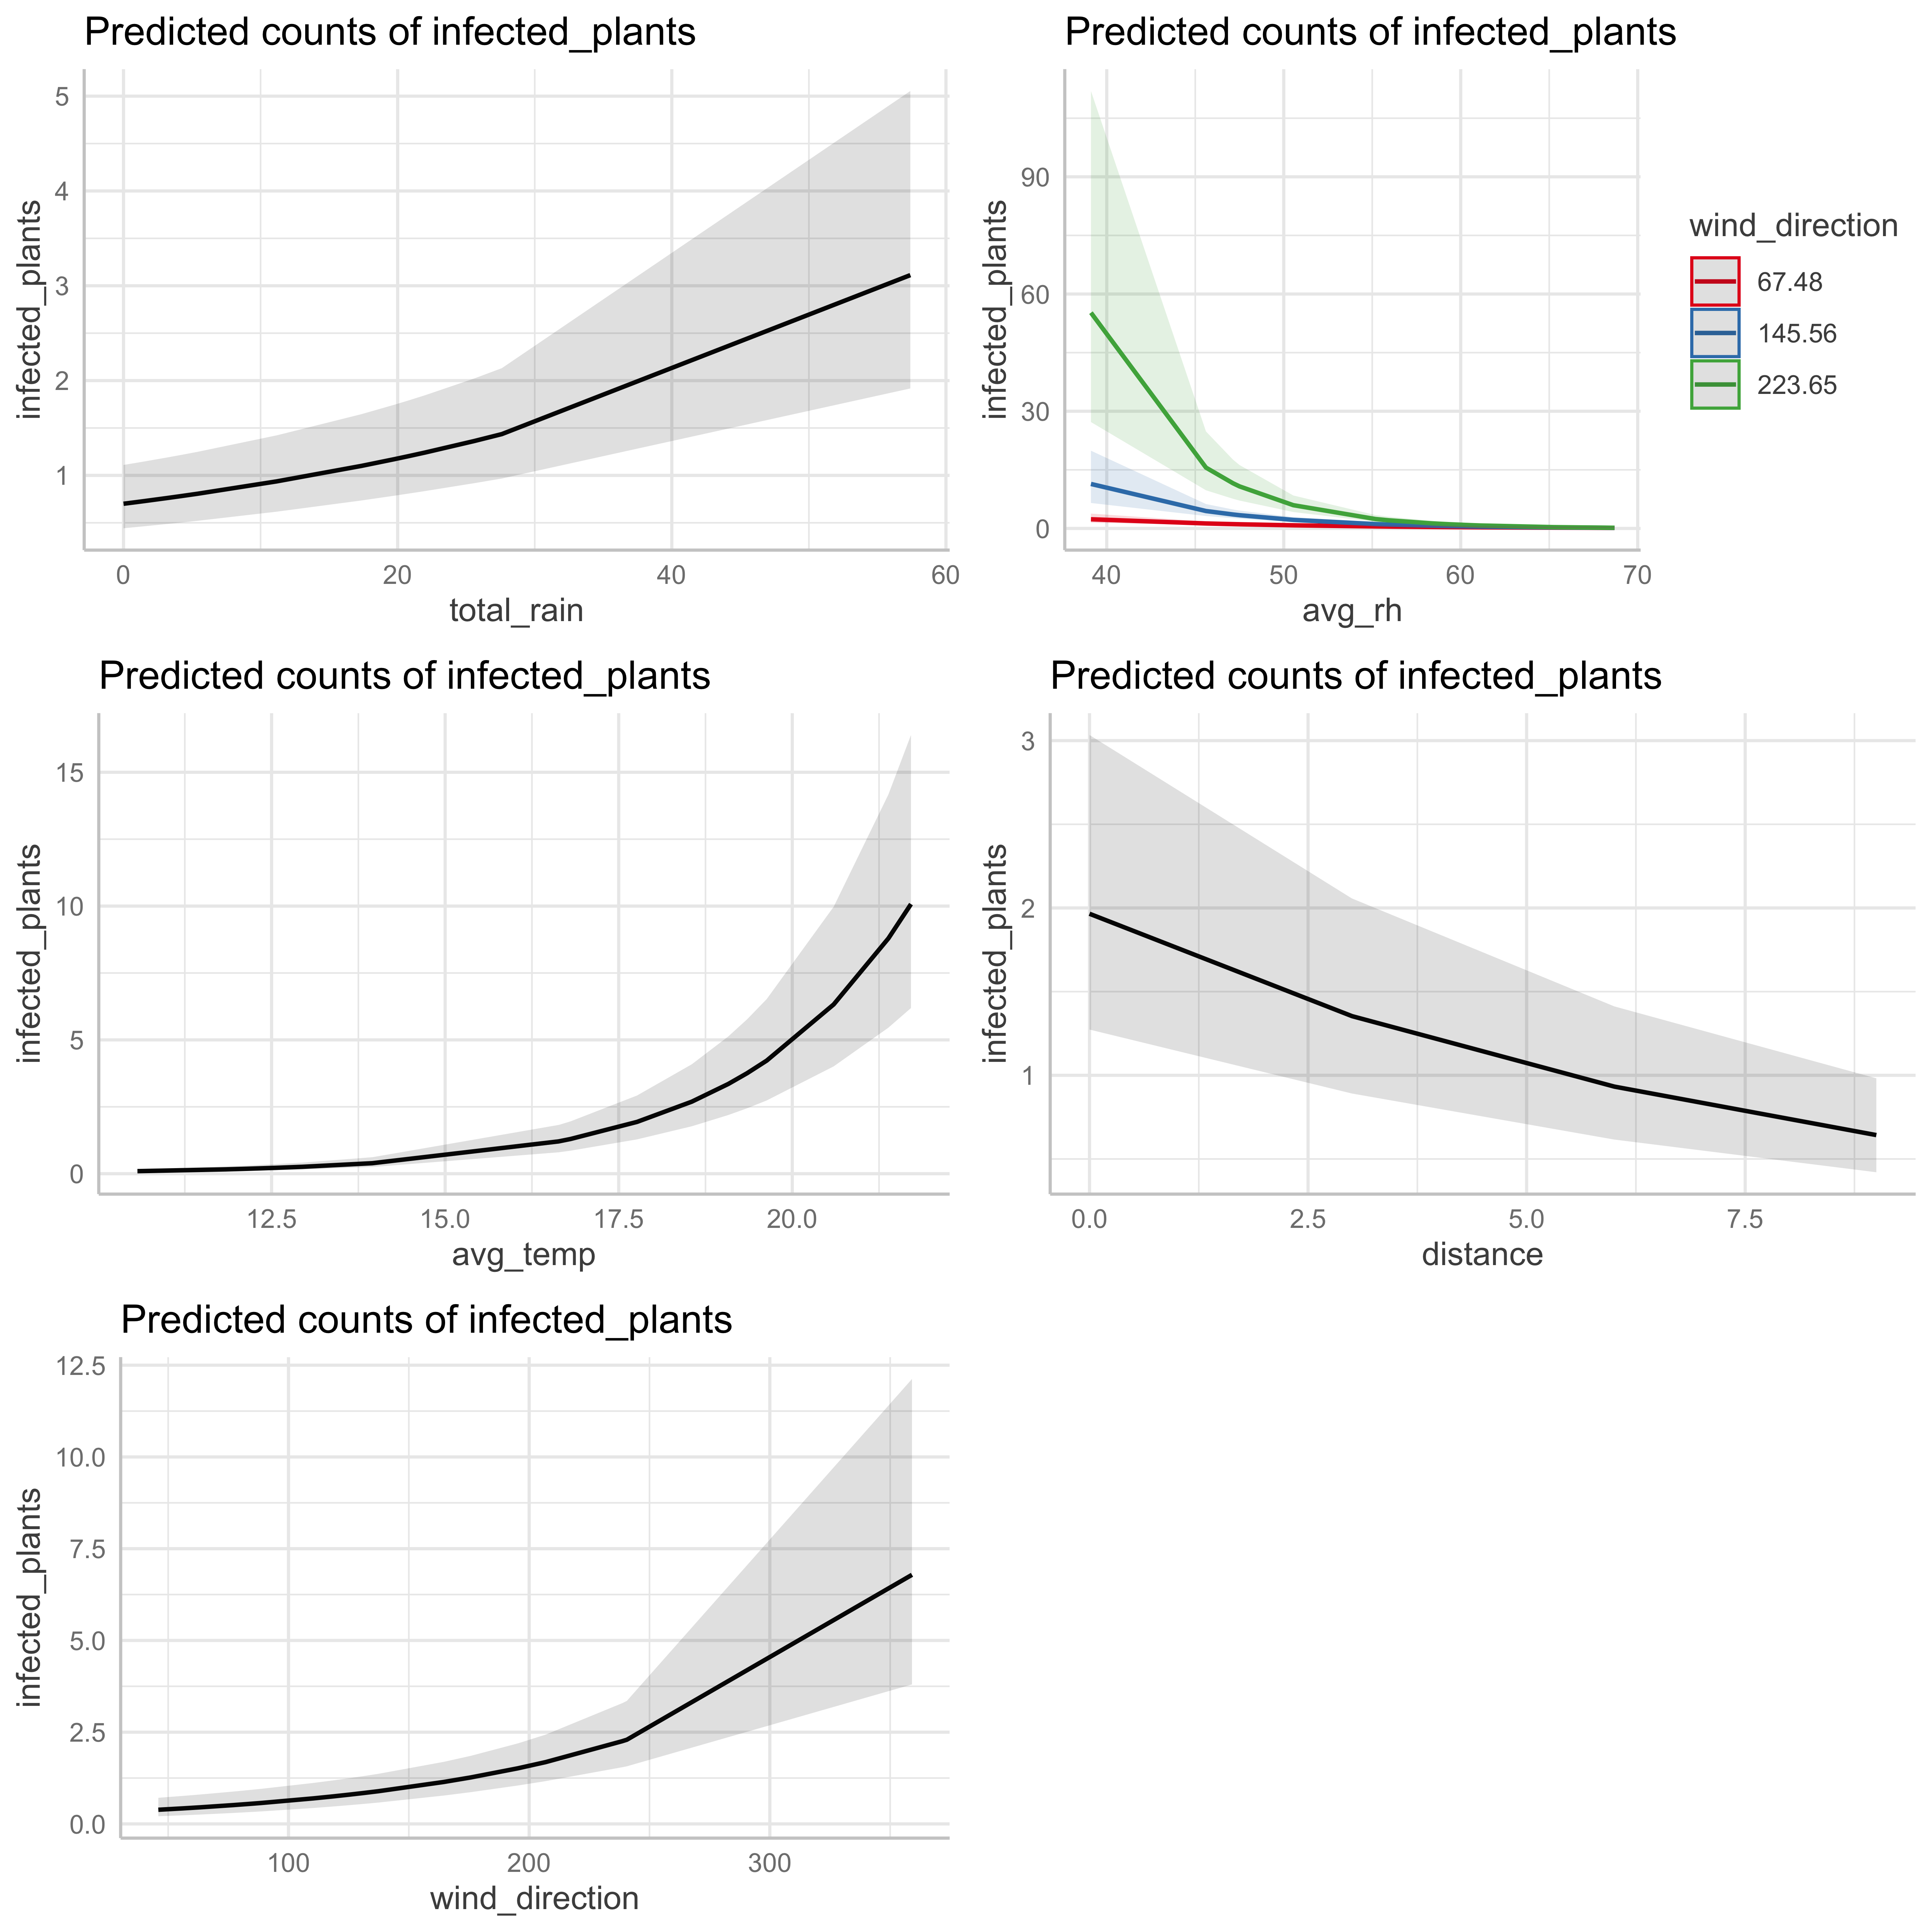 Predicted counts of infected_plants
infected_plants
5
4
3
2
1
0
20
40
60
total_rain
Predicted counts of infected_plants
infected_plants
90
60
30
0
40
50
60
70
avg_rh
wind_direction
67.48
145.56
223.65
Predicted counts of infected_plants
infected_plants
15
10
5
0
12.5
15.0
17.5
20.0
avg_temp
Predicted counts of infected_plants
infected_plants
3
2
1
0.0
2.5
5.0
7.5
distance
Predicted counts of infected_plants
infected_plants
12.5
10.0
7.5
5.0
2.5
0.0
100
200
300
wind_direction